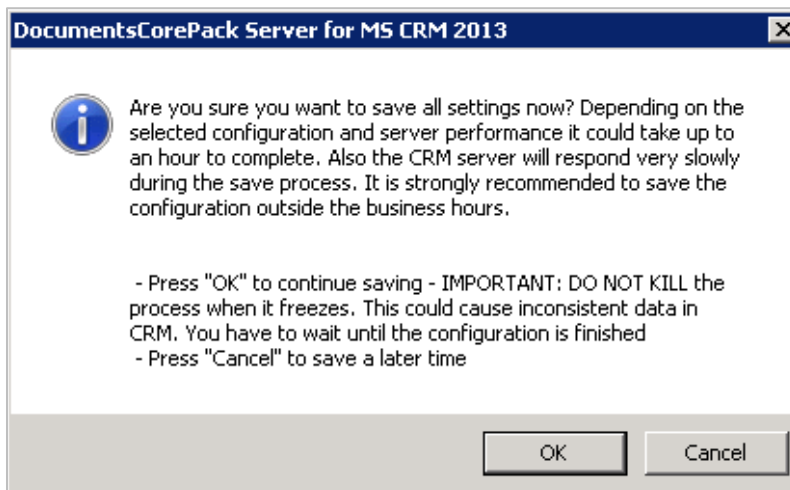 DocumentsCorePack Server for MS CRM 2013
Are you sure you want to save all settings now? Depending on the
selected configuration and server performance it could take up to
an hour to complete. Also the CRM server will respond very slowly
during the save process. It is strongly recommended to save the
configuration outside the business hours.
- Press "OK" to continue saving - IMPORTANT: DO NOT KILL the
process when it freezes. This could cause inconsistent data in
CRM. You have to wait until the configuration is finished
- Press "Cancel" to save a later time
OK
Cancel